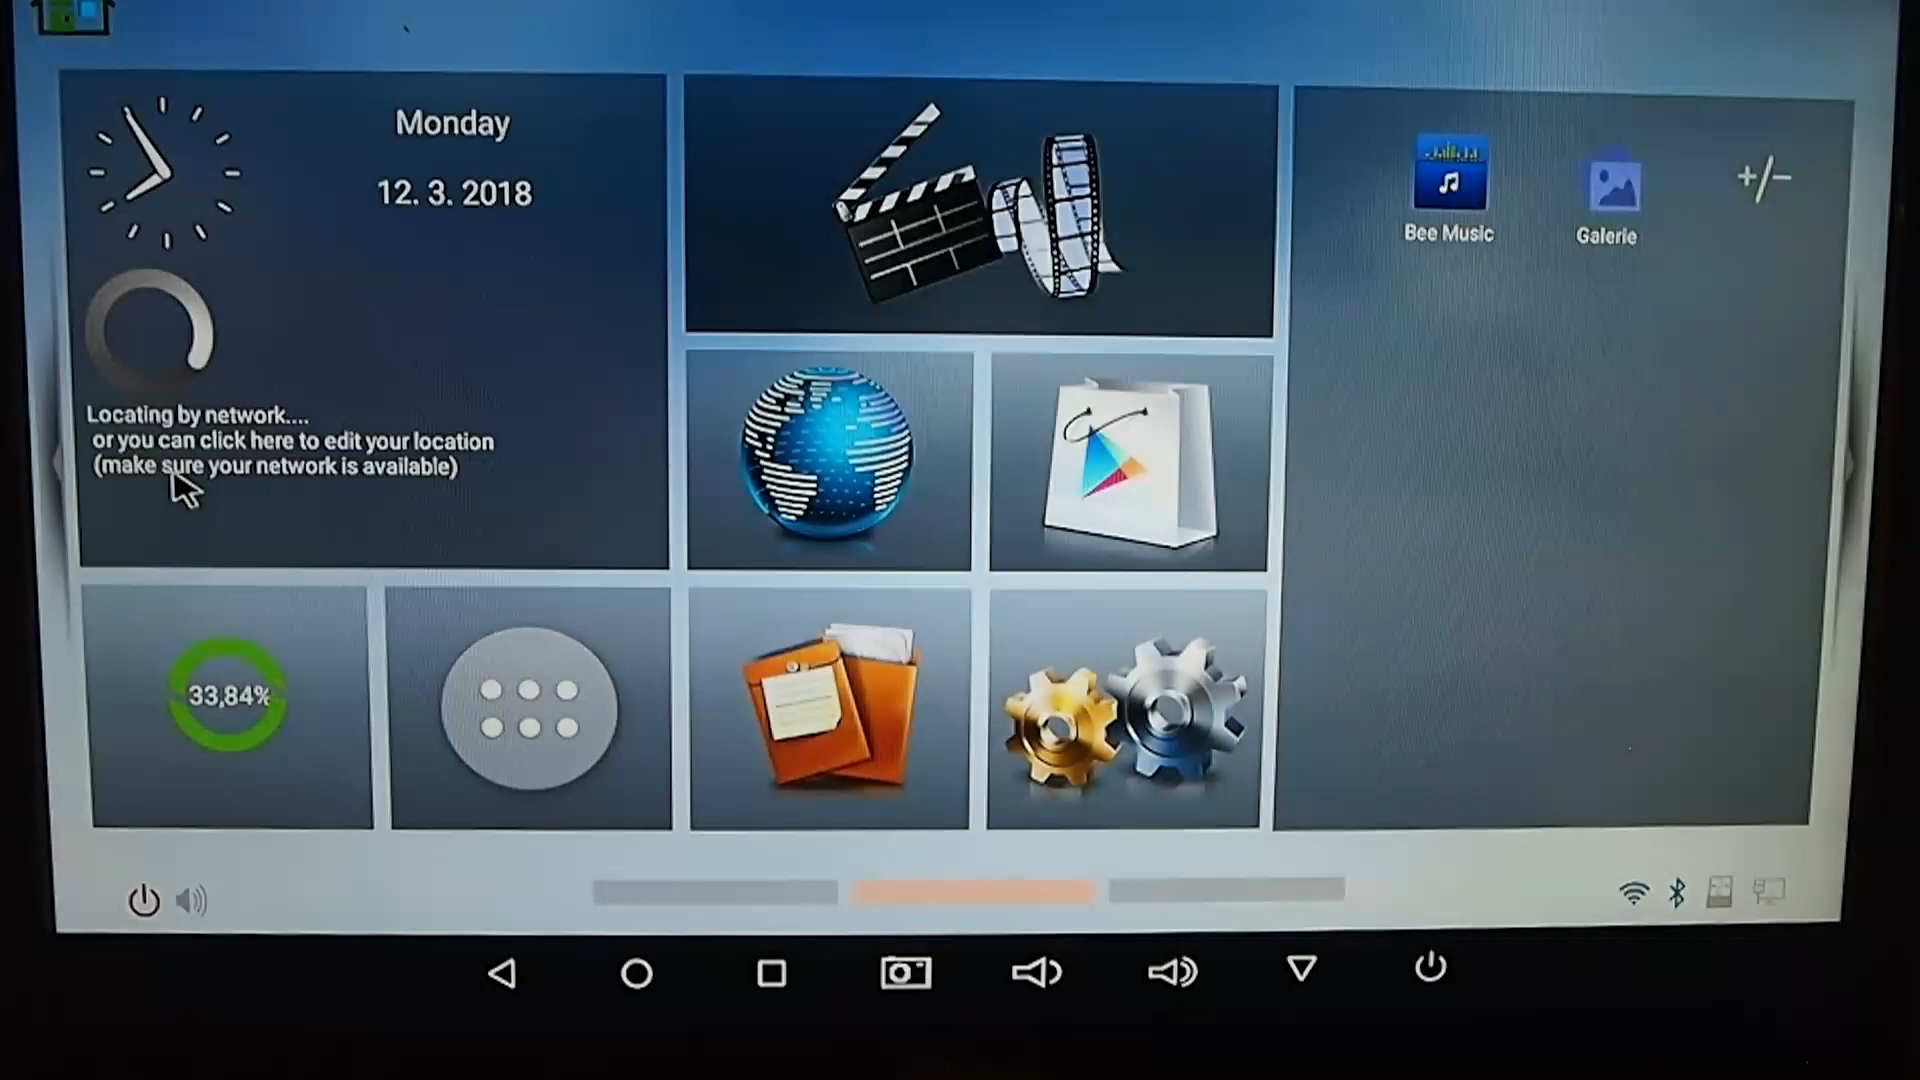 Monday
12. 3. 2018
Locating by network....
or you can click here to edit your location
(make sure your network is available)
Bee Music
Galerie
+/−
33,84%